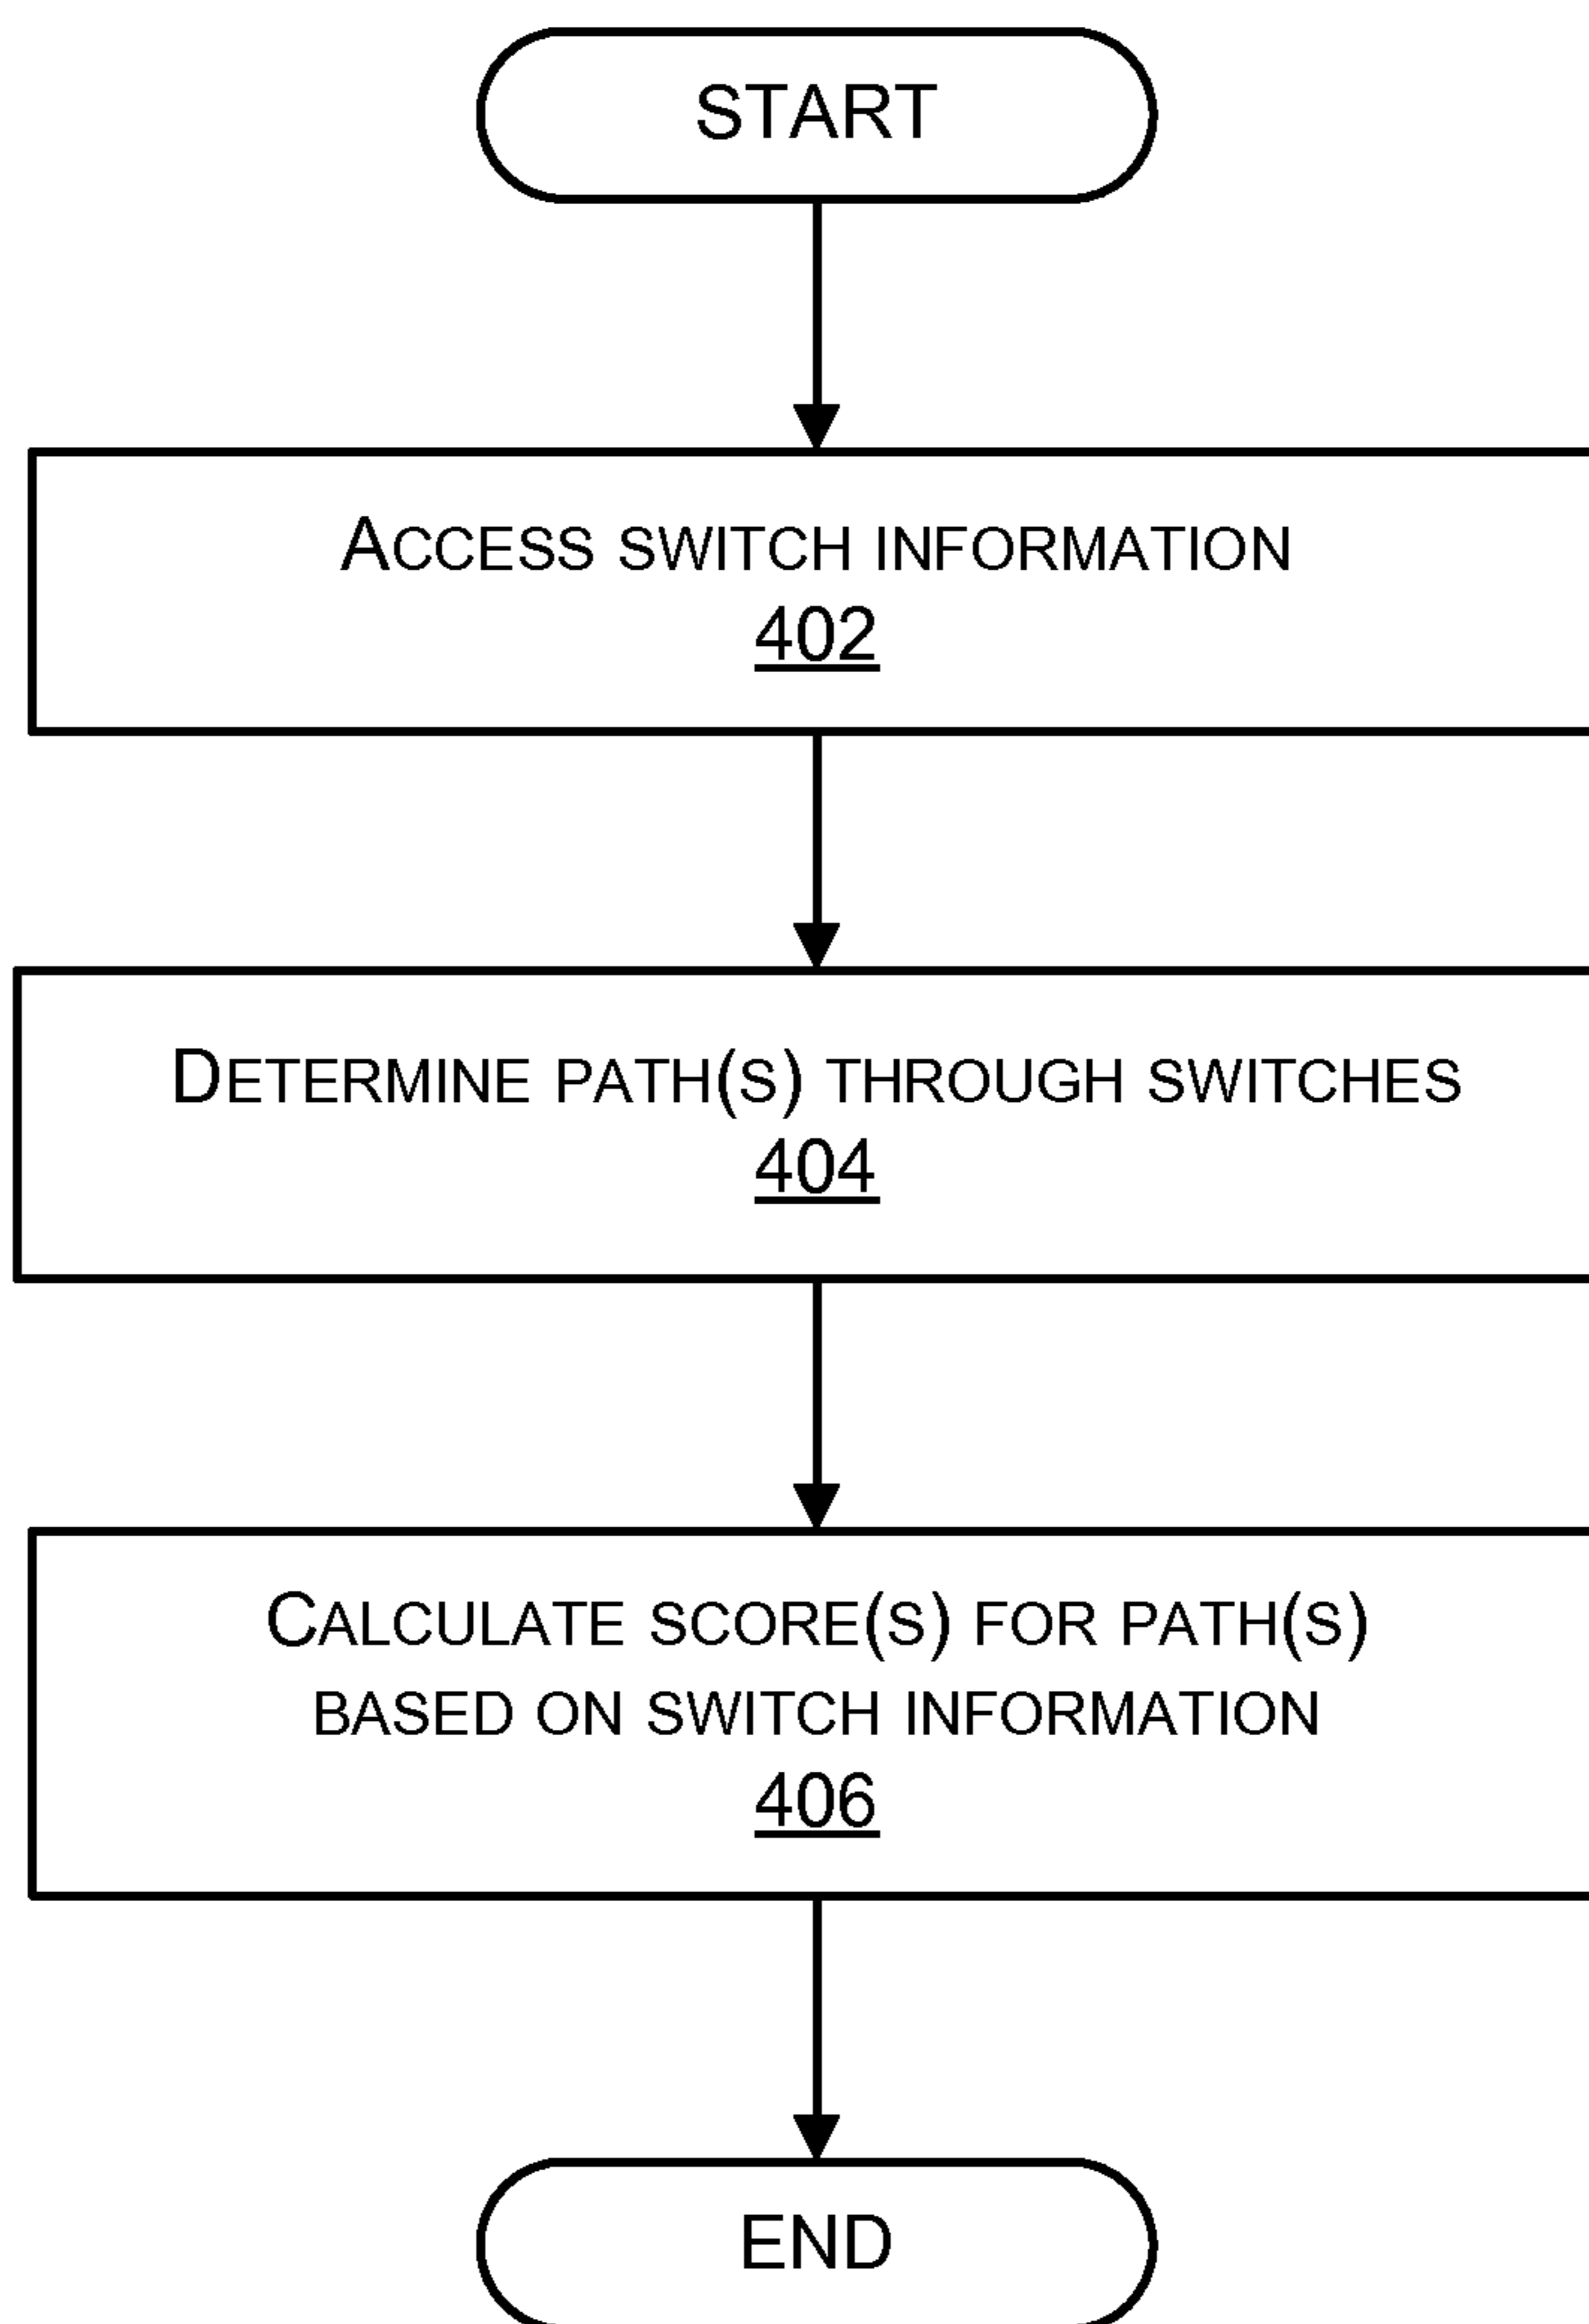 START
ACCESS SWITCH INFORMATION
402
DETERMINE PATH(S) THROUGH SWITCHES
404
CALCULATE SCORE(S) FOR PATH(S)
BASED ON SWITCH INFORMATION
406
END